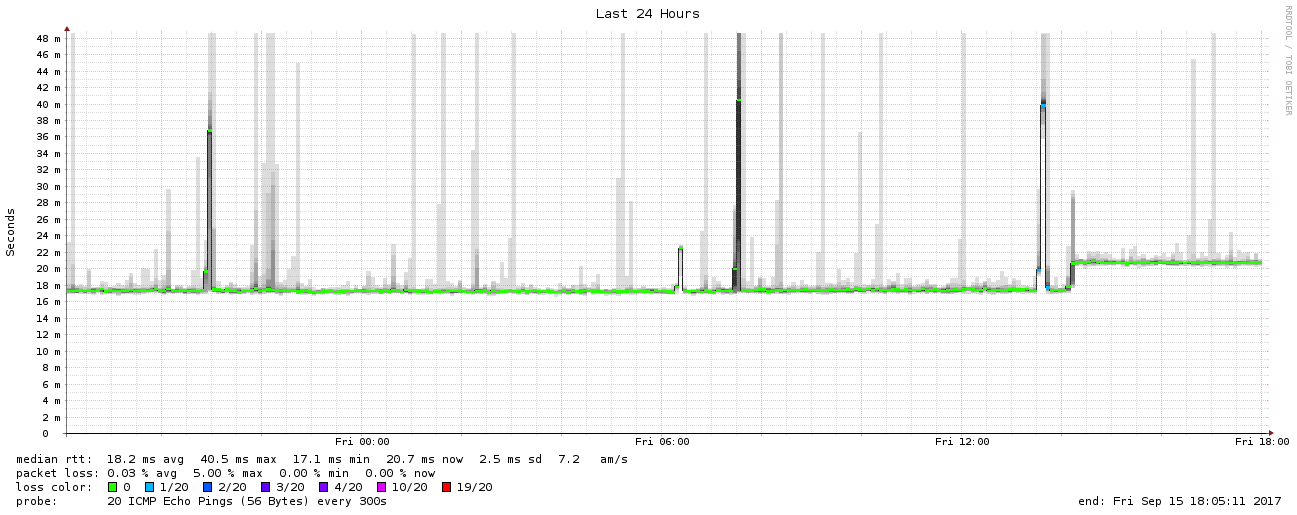 Last 24 Hours
RRDTOOL / TOBI OETIKER
Seconds
48 m
46 m
44 m
42 m
40 m
38 m
36 m
34 m
32 m
30 m
28 m
26 m
24 m
22 m
20 m
18 m
16 m
14 m
12 m
10 m
8 m
6 m
4 m
2 m
0
Fri 00:00 Fri 06:00 Fri 12:00 Fri 18:00
median rtt: 18.2 ms avg 40.5 ms max 17.1 ms min 20.7 ms now 2.5 ms sd 7.2 am/s
packet loss: 0.03 % avg 5.00 % max 0.00 % min 0.00 % now
loss color: 0 1/20 2/20 3/20 4/20 10/20 19/20
probe: 20 ICMP Echo Pings (56 Bytes) every 300s end: Fri Sep 15 18:05:11 2017